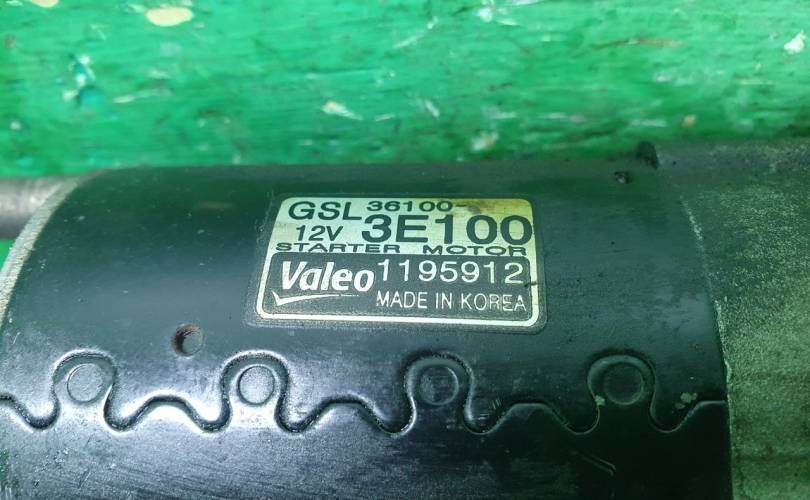 GSL 36100-
12V 3E100
STARTER MOTOR
Valeo 1195912
MADE IN KOREA